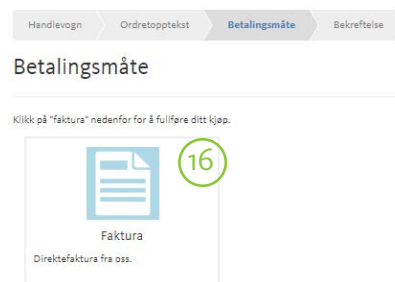 Handlevogn Ordretopptekst Betalingsmåte Bekreftelse
Betalingsmåte
Klikk på "faktura" nedenfor for å fullføre ditt kjøp.
16
Faktura
Direktefaktura fra oss.